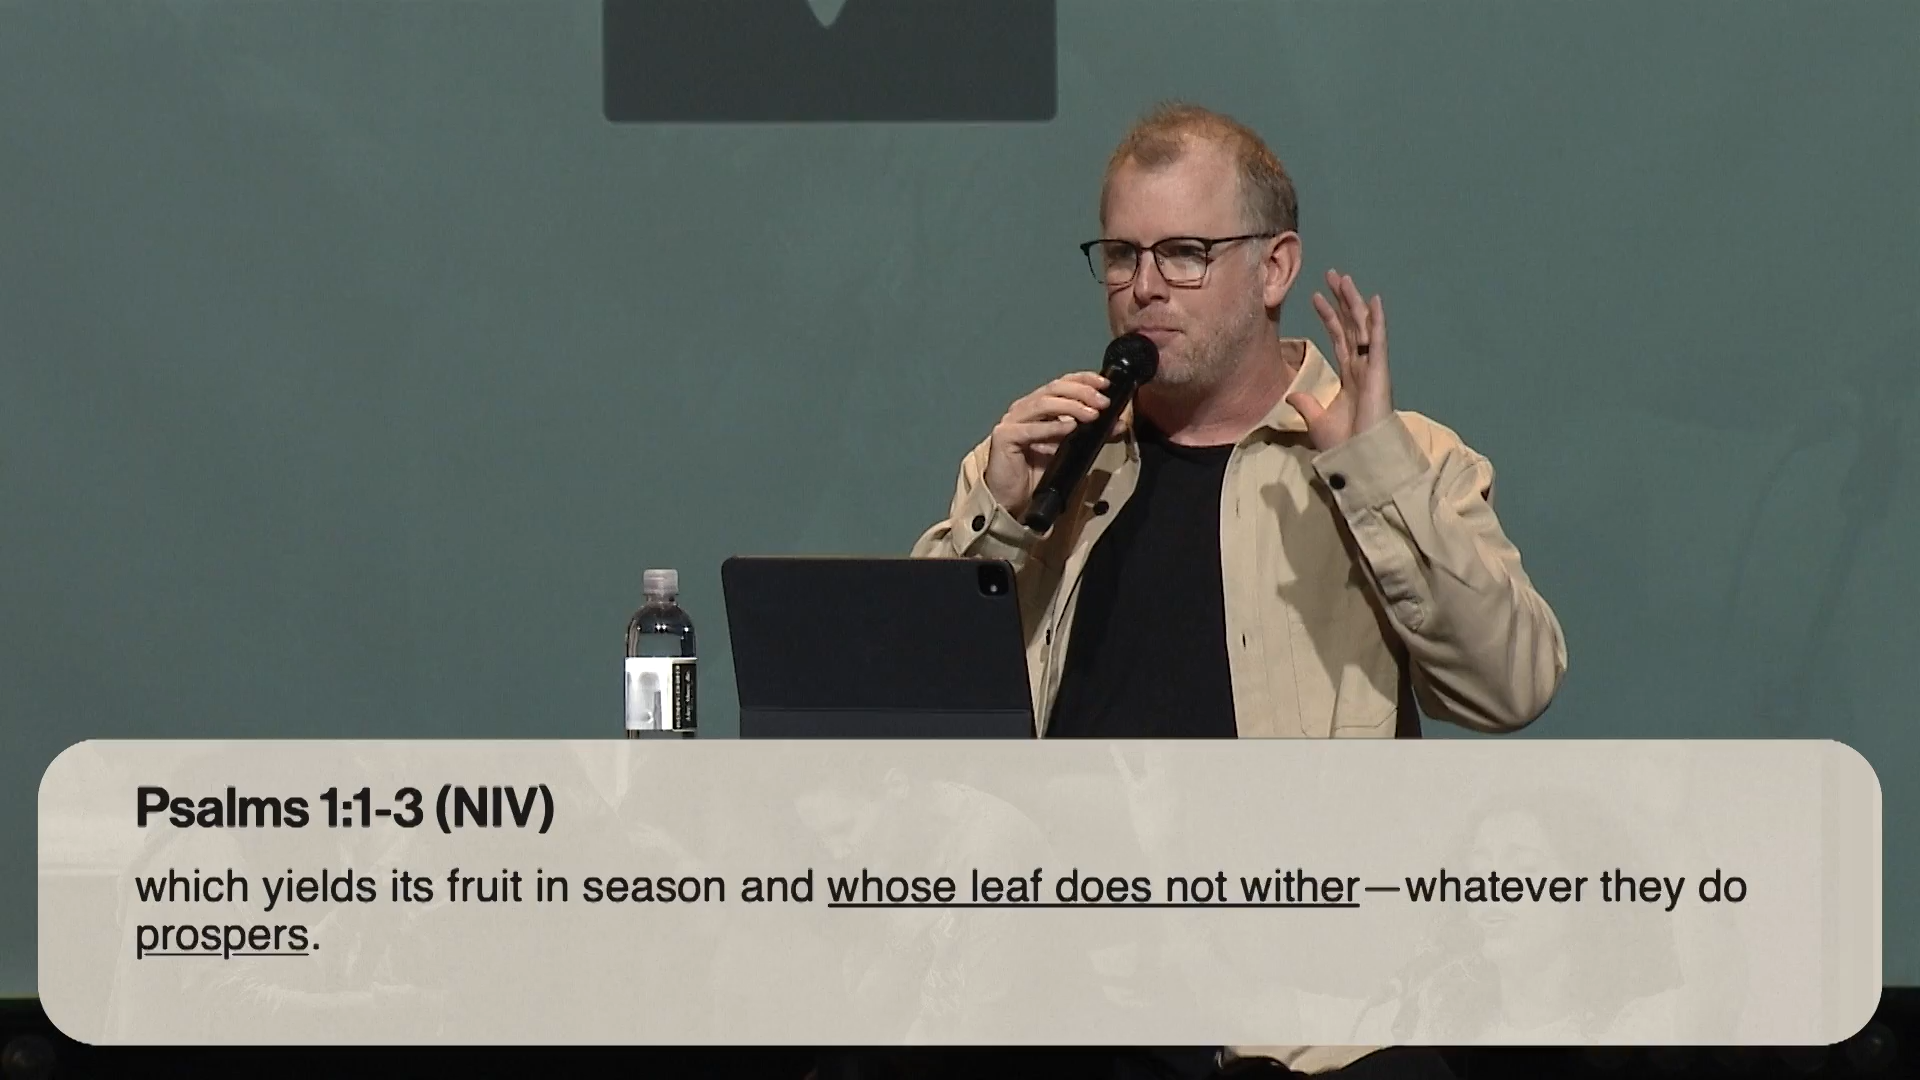 Psalms 1:1-3 (NIV)
which yields its fruit in season and whose leaf does not wither—whatever they do
prospers.